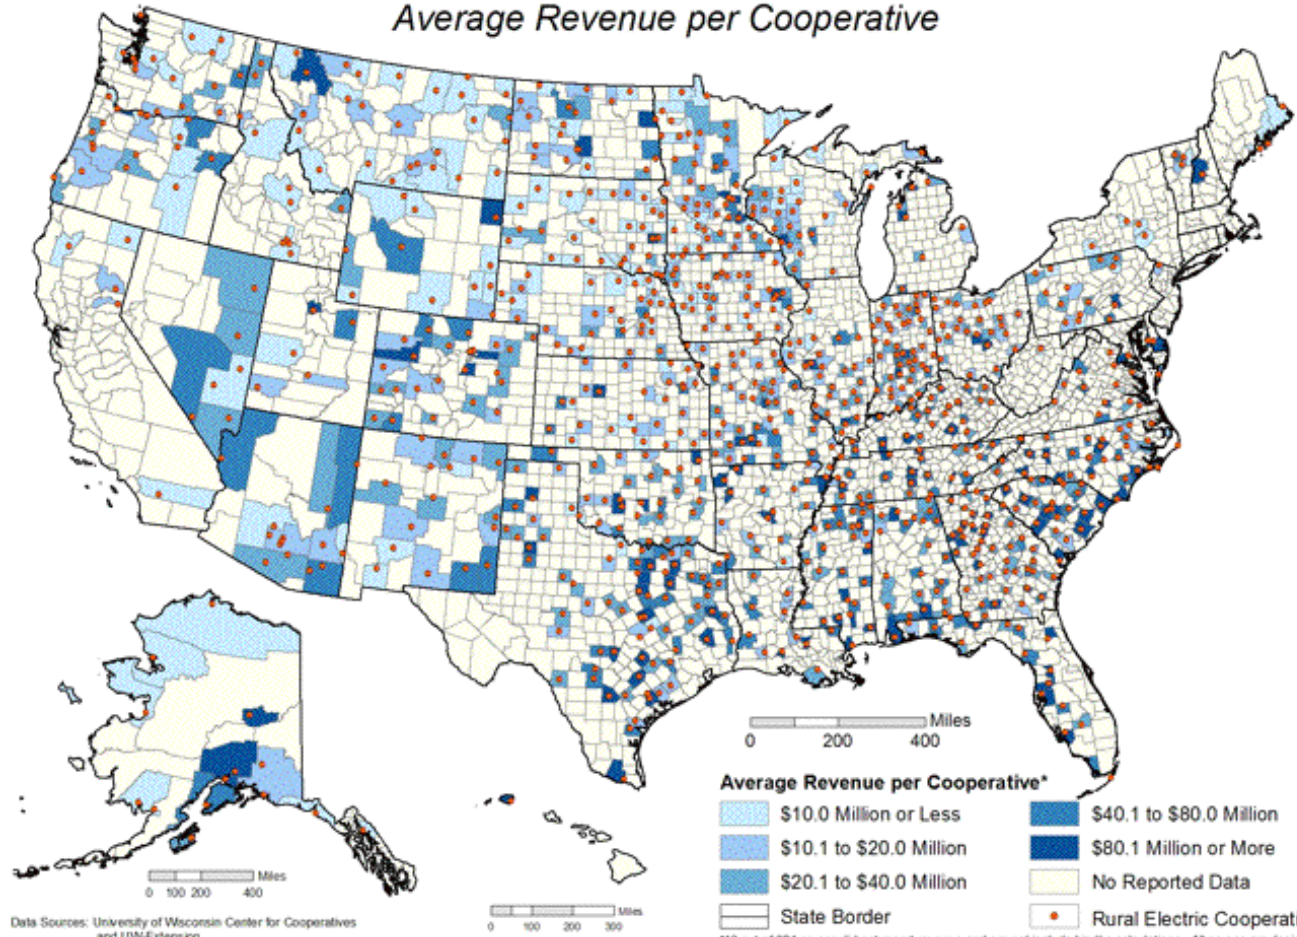 Average Revenue per Cooperative
Miles
0 200 400
Average Revenue per Cooperative*
$10.0 Million or Less
$10.1 to $20.0 Million
$20.1 to $40.0 Million
State Border
$40.1 to $80.0 Million
$80.1 Million or More
No Reported Data
Rural Electric Cooperati
Miles
0 100 200 400
Miles
0 100 200 300
Data Sources: University of Wisconsin Center for Cooperatives